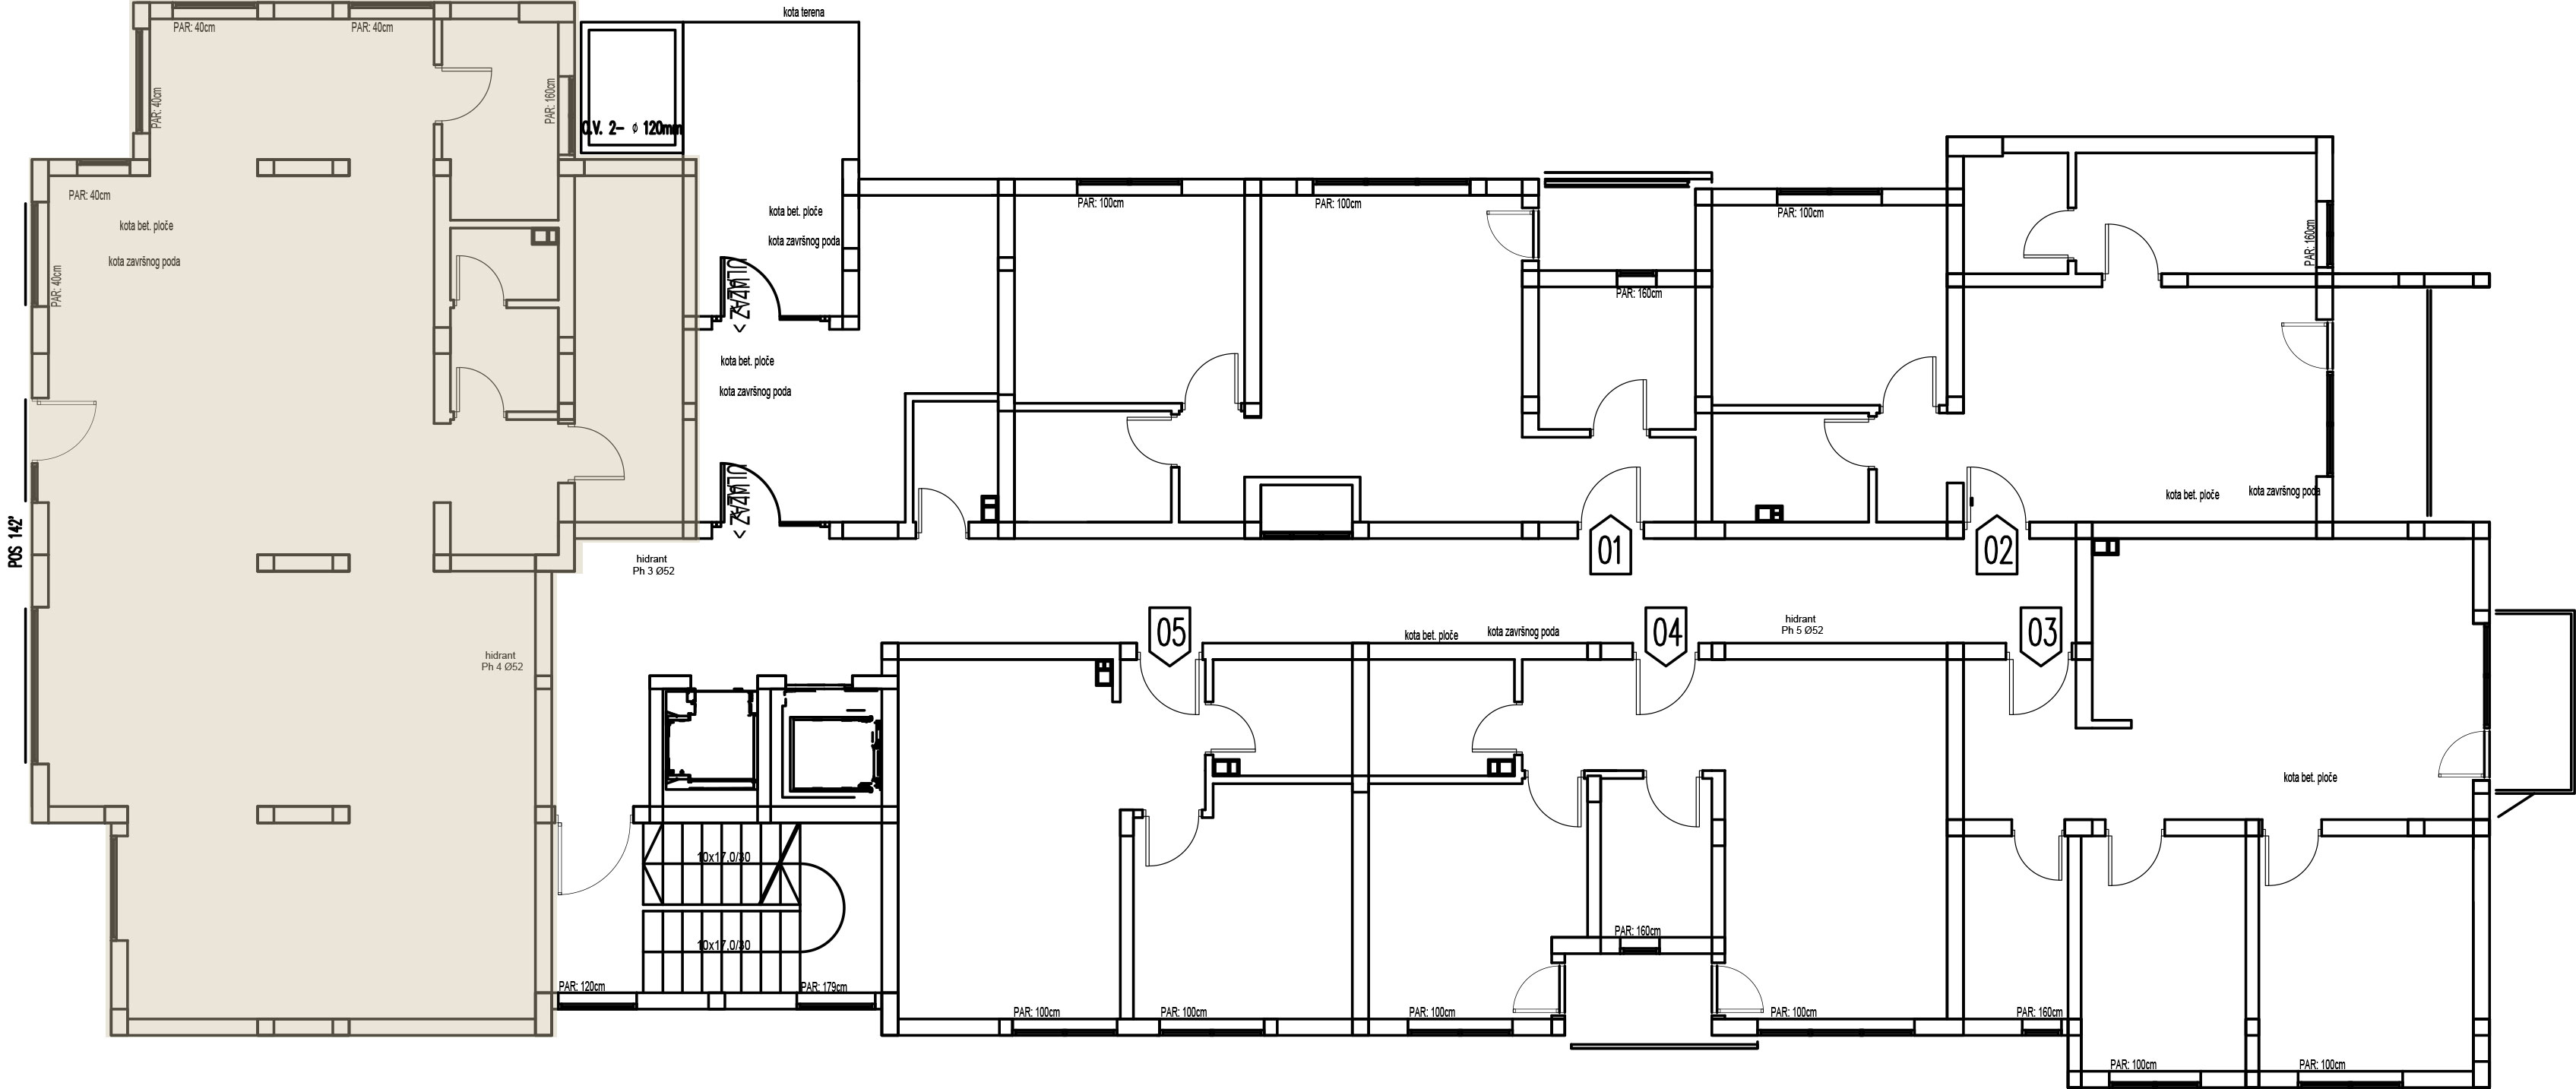 kota terena
PAR: 40cm
PAR: 40cm
PAR: 40cm
PAR: 160cm
O.V. 2- ϕ 120mm
PAR: 40cm
kota bet. ploče
kota završnog poda
PAR: 40cm
kota bet. ploče
kota završnog poda
PAR: 100cm
PAR: 100cm
PAR: 100cm
PAR: 160cm
PAR: 160cm
kota bet. ploče
kota završnog poda
kota bet. ploče
kota završnog poda
POS 142'
hidrant
Ph 3 Ø52
01
02
05
04
03
kota bet. ploče
kota završnog poda
hidrant
Ph 5 Ø52
hidrant
Ph 4 Ø52
kota bet. ploče
10x17,0/30
10x17,0/30
PAR: 160cm
PAR: 120cm
PAR: 179cm
PAR: 100cm
PAR: 100cm
PAR: 100cm
PAR: 100cm
PAR: 160cm
PAR: 100cm
PAR: 100cm